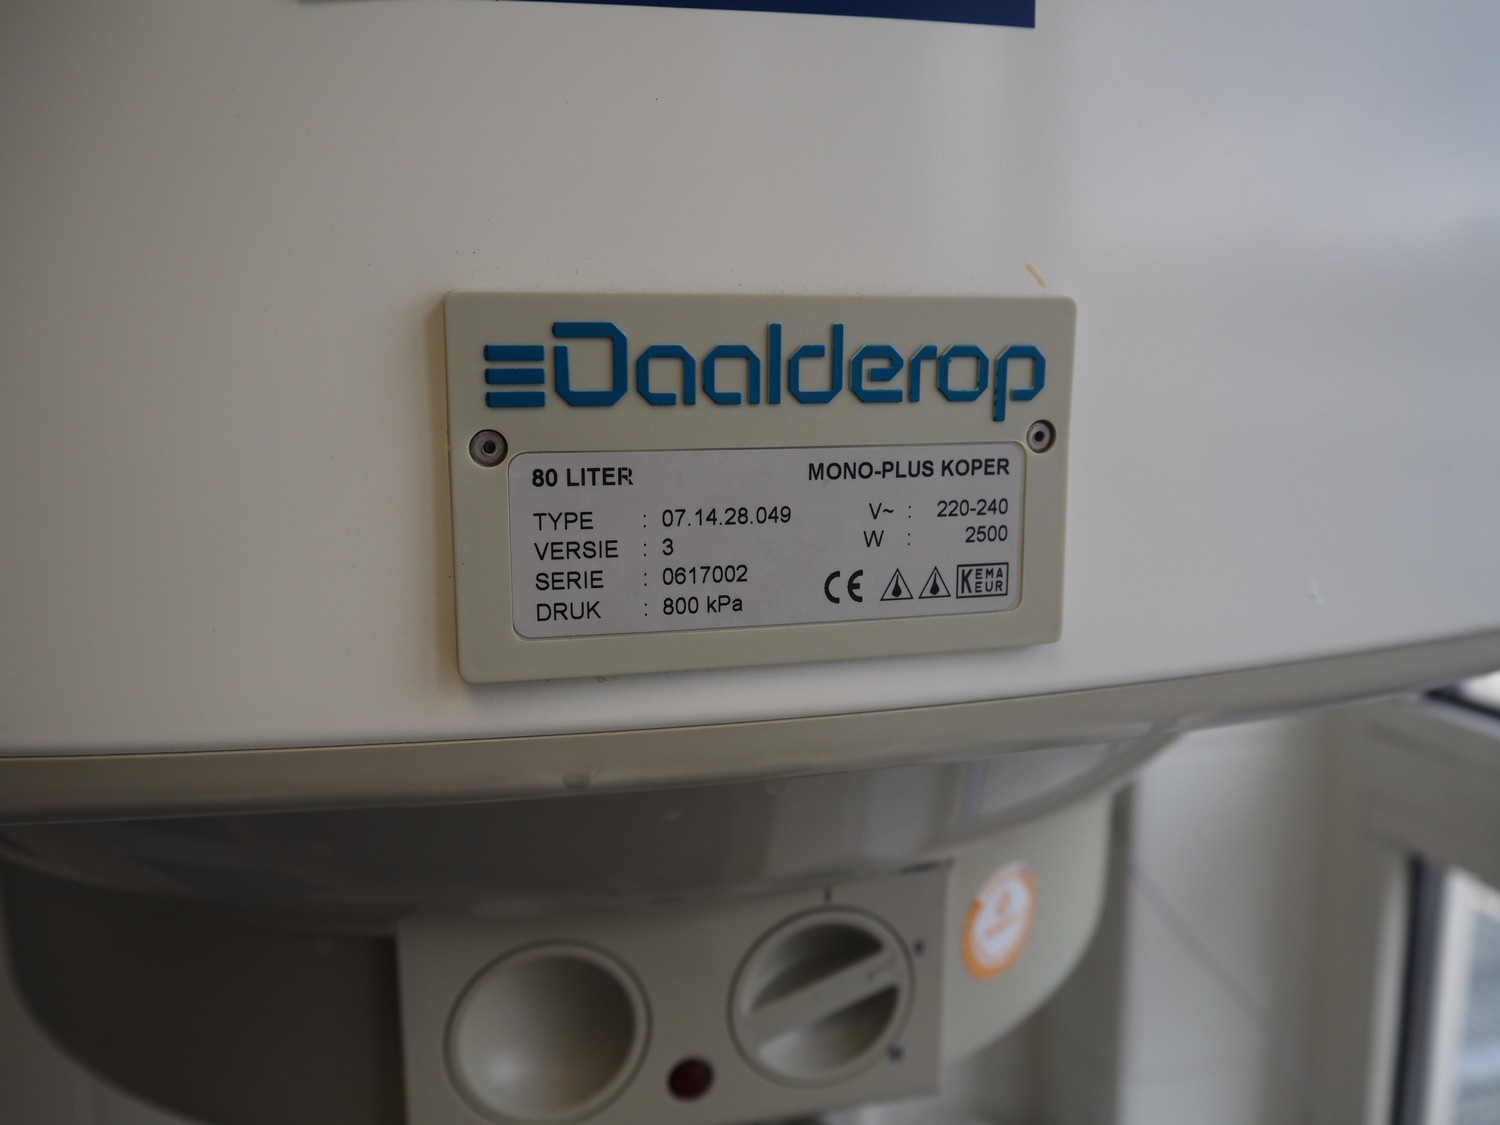 Daalderop
80 LITER MONO-PLUS KOPER
TYPE : 07.14.28.049 V~ : 220-240
VERSIE : 3 W : 2500
SERIE : 0617002
DRUK : 800 kPa
CE KEMA
KEUR